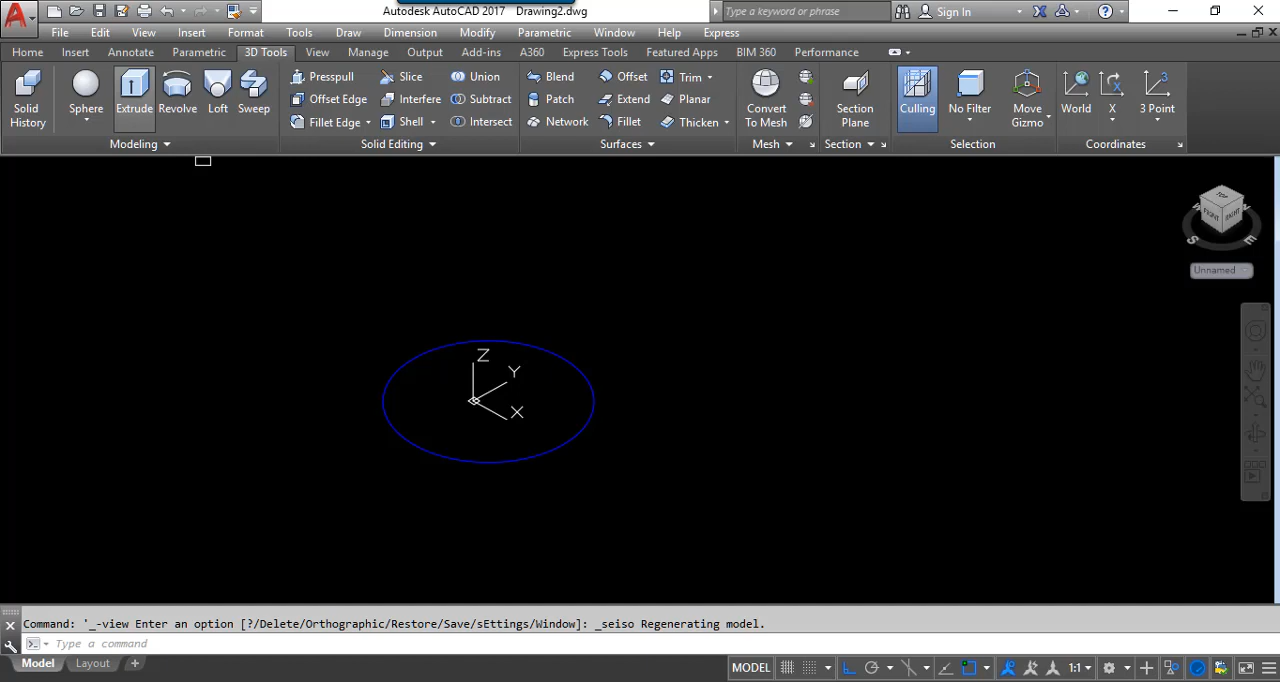 Autodesk AutoCAD 2017 Drawing2.dwg
Type a keyword or phrase
Sign In
File Edit View Insert Format Tools Draw Dimension Modify Parametric Window Help Express
Home Insert Annotate Parametric 3D Tools View Manage Output Add-ins A360 Express Tools Featured Apps BIM 360 Performance
Solid History
Sphere
Extrude
Revolve
Loft
Sweep
Modeling
Presspull
Offset Edge
Fillet Edge
Slice
Interfere
Shell
Union
Subtract
Intersect
Solid Editing
Blend
Patch
Network
Offset
Extend
Fillet
Trim
Planar
Thicken
Surfaces
Convert To Mesh
Mesh
Section Plane
Section
Culling
No Filter
Move Gizmo
Selection
World
X
3 Point
Coordinates
TOP
FRONT
RIGHT
S
E
Unnamed
Z
Y
X
Command: '_-view Enter an option [?/Delete/Orthographic/Restore/Save/sEttings/Window]: _seiso Regenerating model.
Type a command
Model Layout +
MODEL
1:1